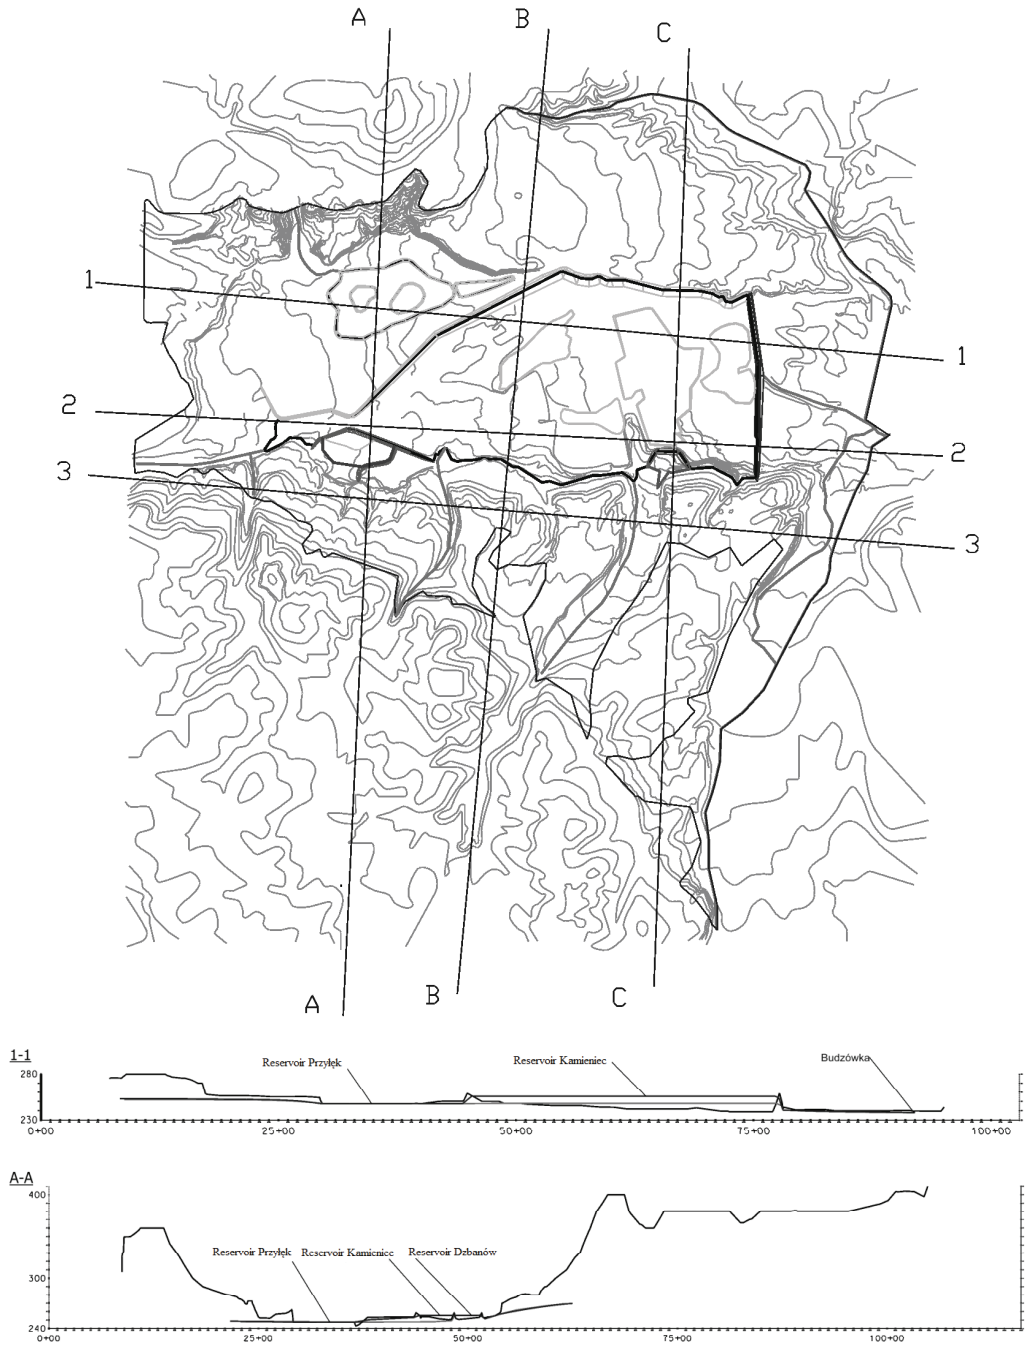 A
B
C
1
1
2
2
3
3
A
B
C
1-1
Reservoir Przyłęk
Reservoir Kamieniec
Budzówka
280
230
0+00
25+00
50+00
75+00
100+00
A-A
400
Reservoir Przyłęk
Reservoir Kamieniec
Reservoir Dzbanów
300
240
0+00
25+00
50+00
75+00
100+00